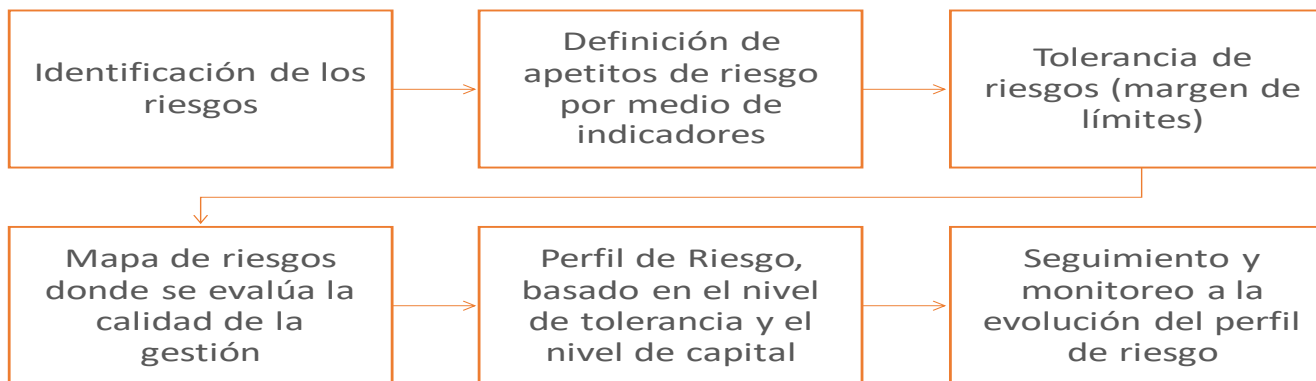 Identificación de los
riesgos
Definición de
apetitos de riesgo
por medio de
indicadores
Tolerancia de
riesgos (margen de
límites)
Mapa de riesgos
donde se evalúa la
calidad de la
gestión
Perfil de Riesgo,
basado en el nivel
de tolerancia y el
nivel de capital
Seguimiento y
monitoreo a la
evolución del perfil
de riesgo